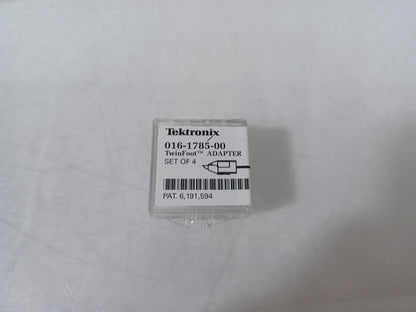 Tektronix
016-1785-00
TwinFoot™ ADAPTER
SET OF 4
PAT. 6,191,594